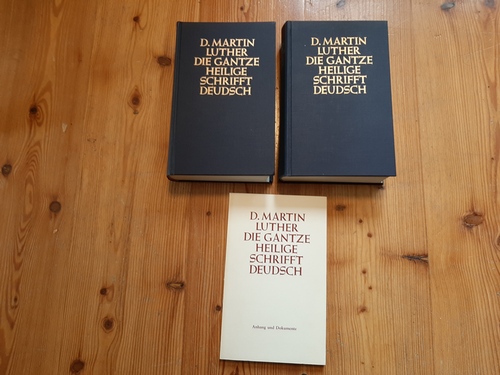 D. MARTIN
LUTHER
DIE GANTZE
HEILIGE
SCHRIFFT
DEUDSCH
D. MARTIN
LUTHER
DIE GANTZE
HEILIGE
SCHRIFFT
DEUDSCH
D. MARTIN
LUTHER
DIE GANTZE
HEILIGE
SCHRIFFT
DEUDSCH
Anhang und Dokumente